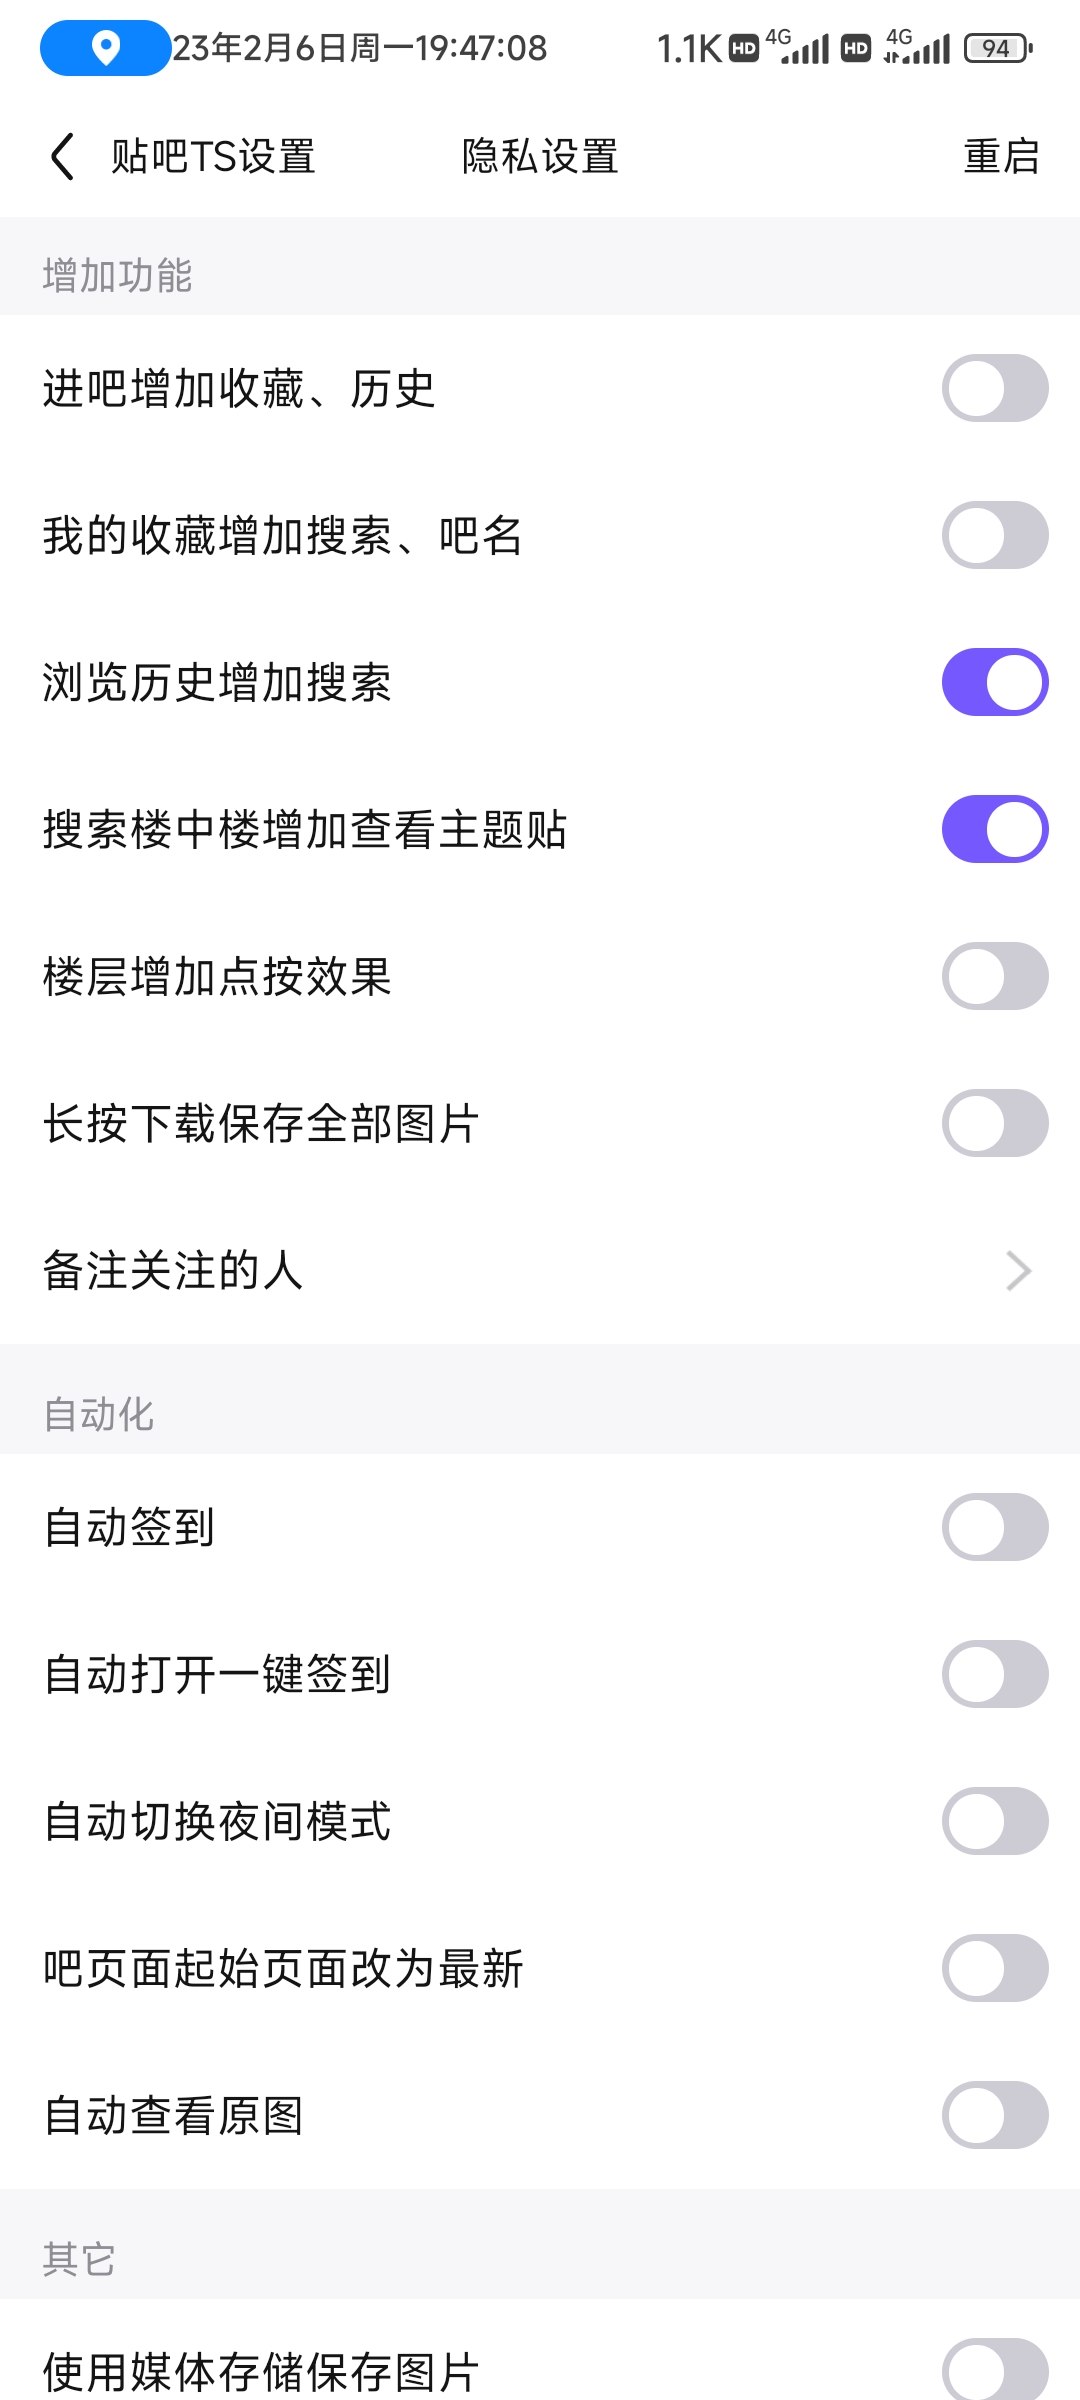 23年2月6日周一19:47:08 1.1K HD 4G HD 4G 94
贴吧TS设置 隐私设置 重启
增加功能
进吧增加收藏、历史
我的收藏增加搜索、吧名
浏览历史增加搜索
搜索楼中楼增加查看主题贴
楼层增加点按效果
长按下载保存全部图片
备注关注的人
自动化
自动签到
自动打开一键签到
自动切换夜间模式
吧页面起始页面改为最新
自动查看原图
其它
使用媒体存储保存图片